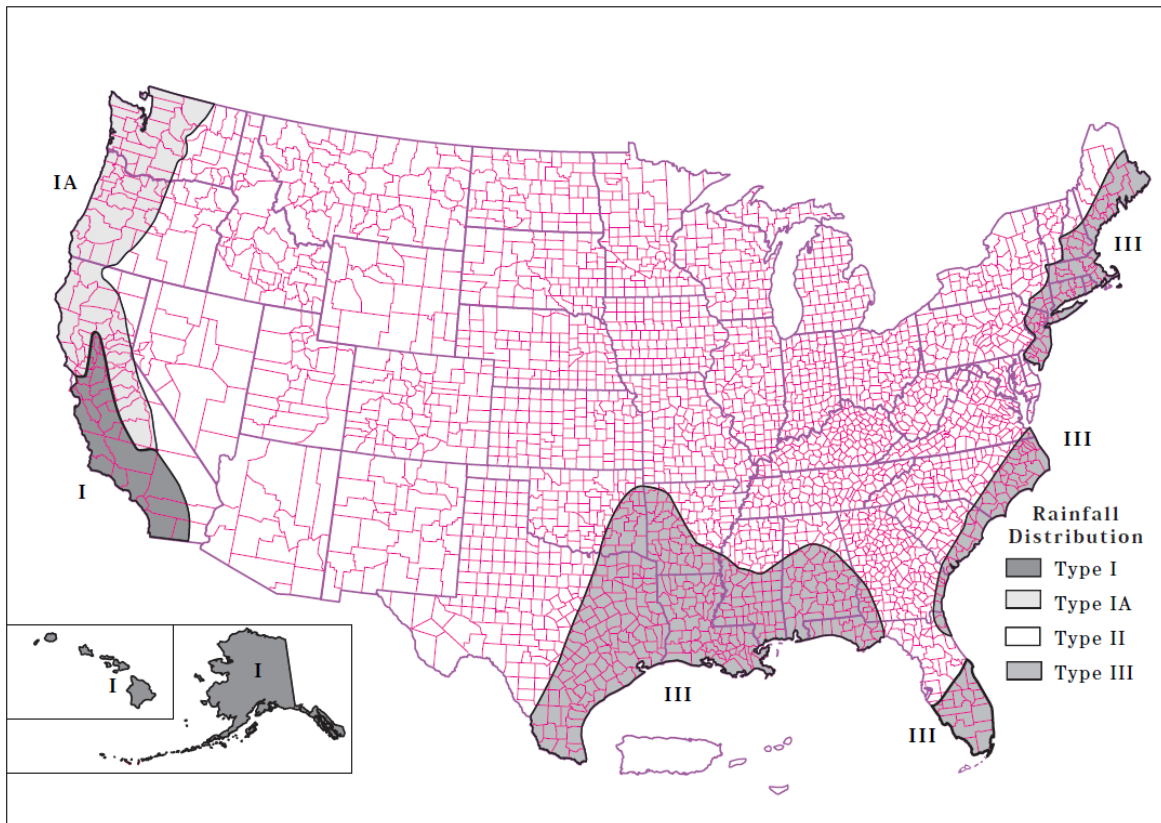 IA
III
III
I
Rainfall
Distribution
Type I
Type IA
Type II
Type III
I
I
III
III